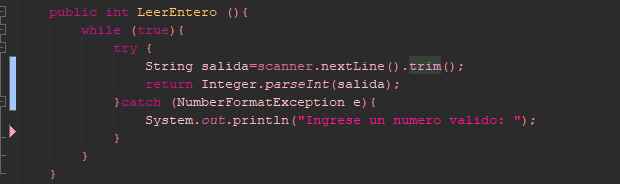 public int LeerEntero (){
while (true){
try {
String salida=scanner.nextLine().trim();
return Integer.parseInt(salida);
}catch (NumberFormatException e){
System.out.println("Ingrese un numero valido: ");
}
}
}